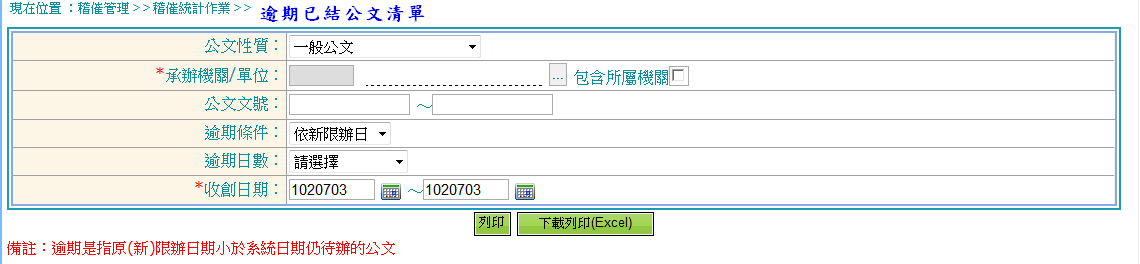 現在位置 ：稽催管理 >>稽催統計作業 >> 逾期已結公文清單
公文性質： 一般公文
*承辦機關/單位： ... 包含所屬機關
公文文號： ～
逾期條件： 依新限辦日
逾期日數： 請選擇
*收創日期： 1020703 ～ 1020703
列印 下載列印(Excel)
備註：逾期是指原(新)限辦日期小於系統日期仍待辦的公文